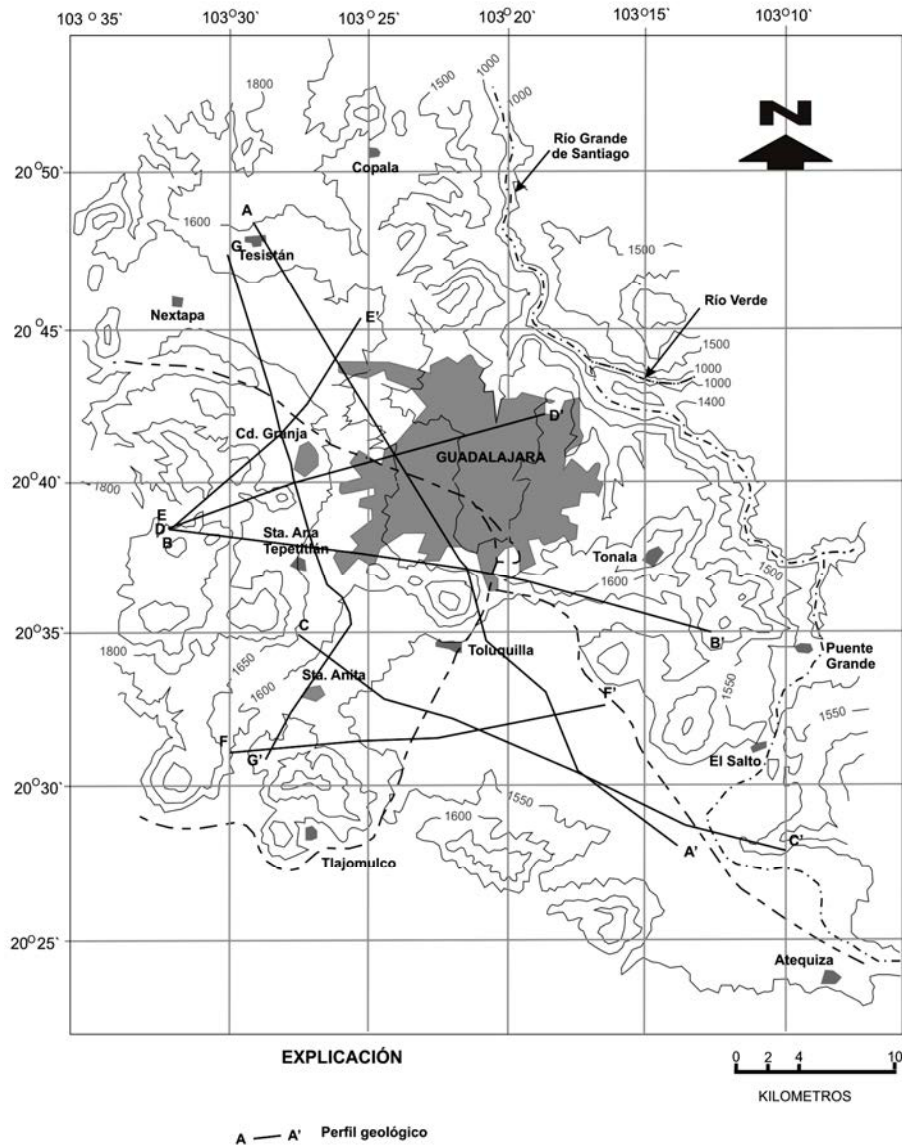 103 O 35'
103 O 30'
103 O 25'
103 O 20'
103 O 15'
103 O 10'
1800
1500
1000
1000
N
Río Grande
de Santiago
Copala
20 O 50'
1600
A
G
Tesistán
1500
Río Verde
Nextapa
E'
20 O 45'
1500
1000
1000
1400
D'
Cd. Granja
GUADALAJARA
20 O 40'
1800
E
D
B
Sta. Ana
Tepetitlán
Tonala
1500
1600
C
20 O 35'
1800
1650
1600
Toluquilla
B'
Puente
Grande
Sta. Anita
F'
1550
1550
F
G'
El Salto
20 O 30'
1550
1600
Tlajomulco
A'
C'
20 O 25'
Atequiza
EXPLICACIÓN
0 2 4 10
KILOMETROS
A A' Perfil geológico